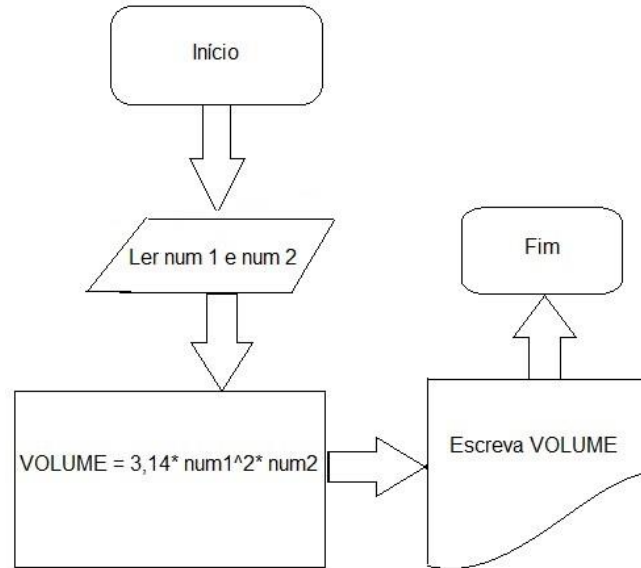 Início
Ler num 1 e num 2
VOLUME = 3,14* num1^2* num2
Escreva VOLUME
Fim